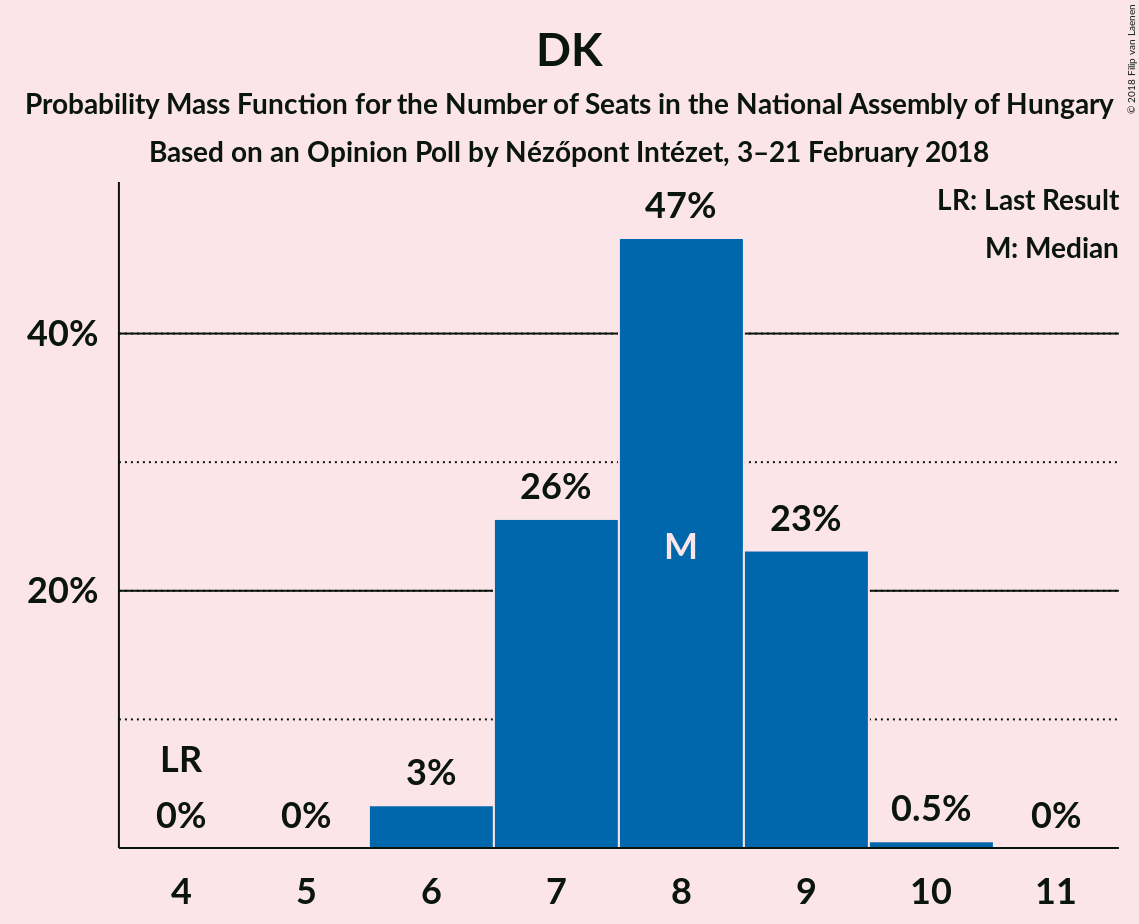 DK
Probability Mass Function for the Number of Seats in the National Assembly of Hungary
Based on an Opinion Poll by Nézőpont Intézet, 3–21 February 2018
© 2018 Filip van Laenen
LR: Last Result
M: Median
47%
40%
26%
23%
M
20%
LR
3%
0.5%
0%
0%
0%
4
5
6
7
8
9
10
11